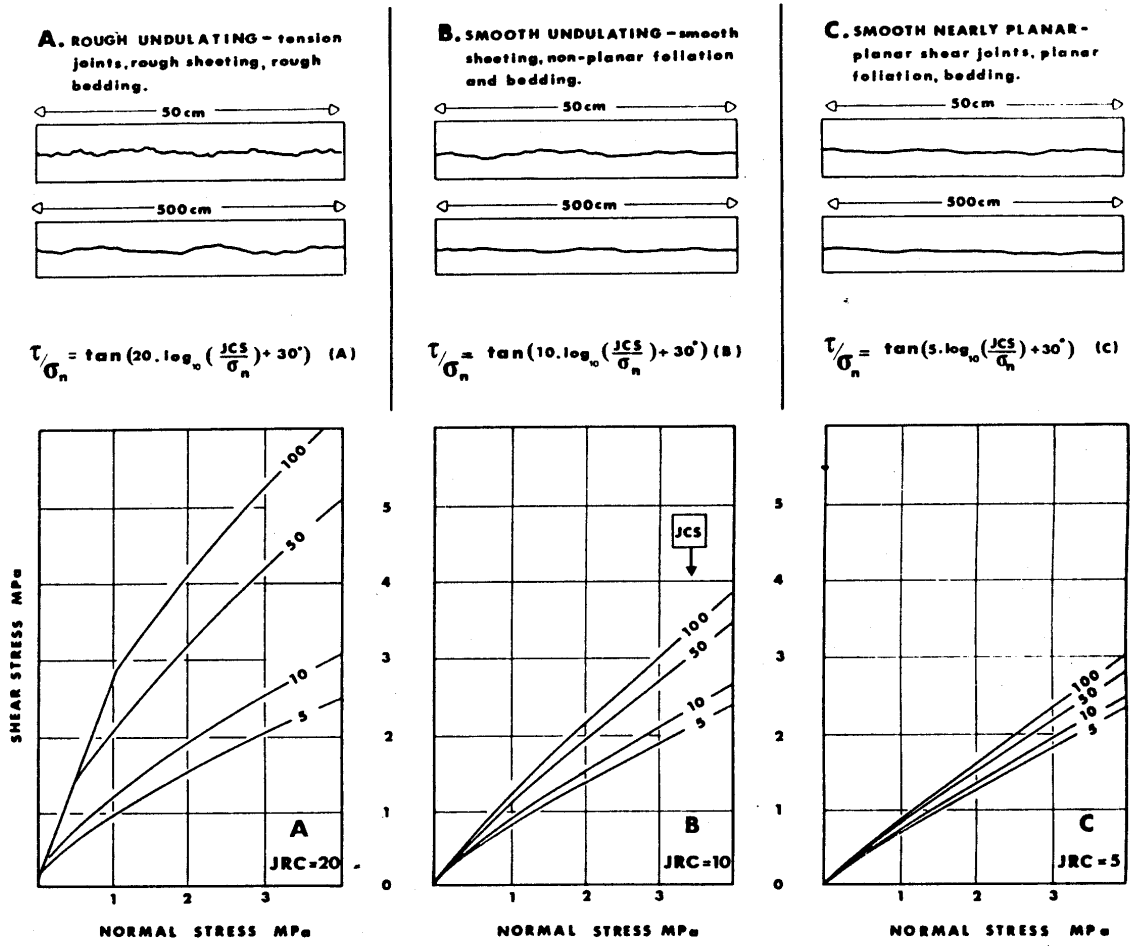 A. ROUGH UNDULATING – tension
joints, rough sheeting, rough
bedding.
50cm
500cm
τ/σn = tan (20. log10 (JCS/σn) + 30°) (A)
B. SMOOTH UNDULATING – smooth
sheeting, non-planar foliation
and bedding.
50cm
500cm
τ/σn = tan (10. log10 (JCS/σn) + 30°) (B)
C. SMOOTH NEARLY PLANAR –
planar shear joints, planar
foliation, bedding.
50cm
500cm
τ/σn = tan (5. log10 (JCS/σn) + 30°) (C)
SHEAR STRESS MPa
100
50
10
5
A
JRC = 20
1 2 3
NORMAL STRESS MPa
5
4
3
2
1
0
JCS
100
50
10
5
B
JRC = 10
1 2 3
NORMAL STRESS MPa
5
4
3
2
1
0
100
50
10
5
C
JRC = 5
1 2 3
NORMAL STRESS MPa